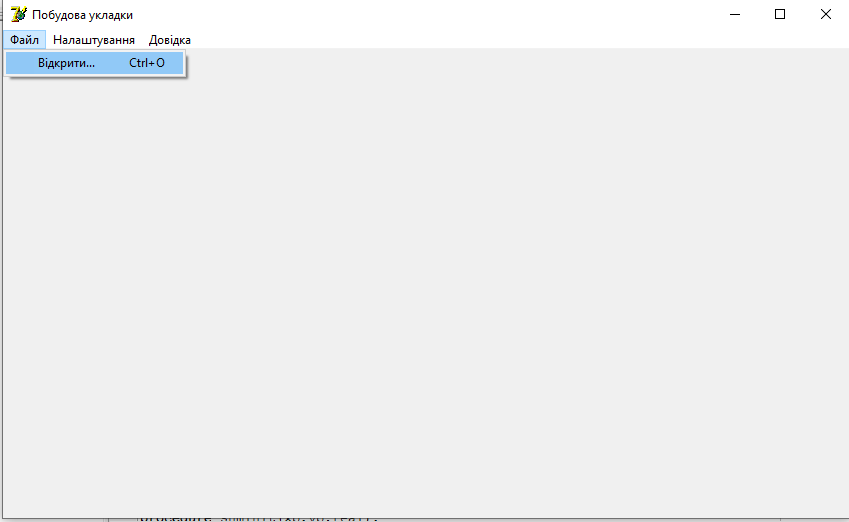 Побудова укладки
Файл Налаштування Довідка
Відкрити... Ctrl+O